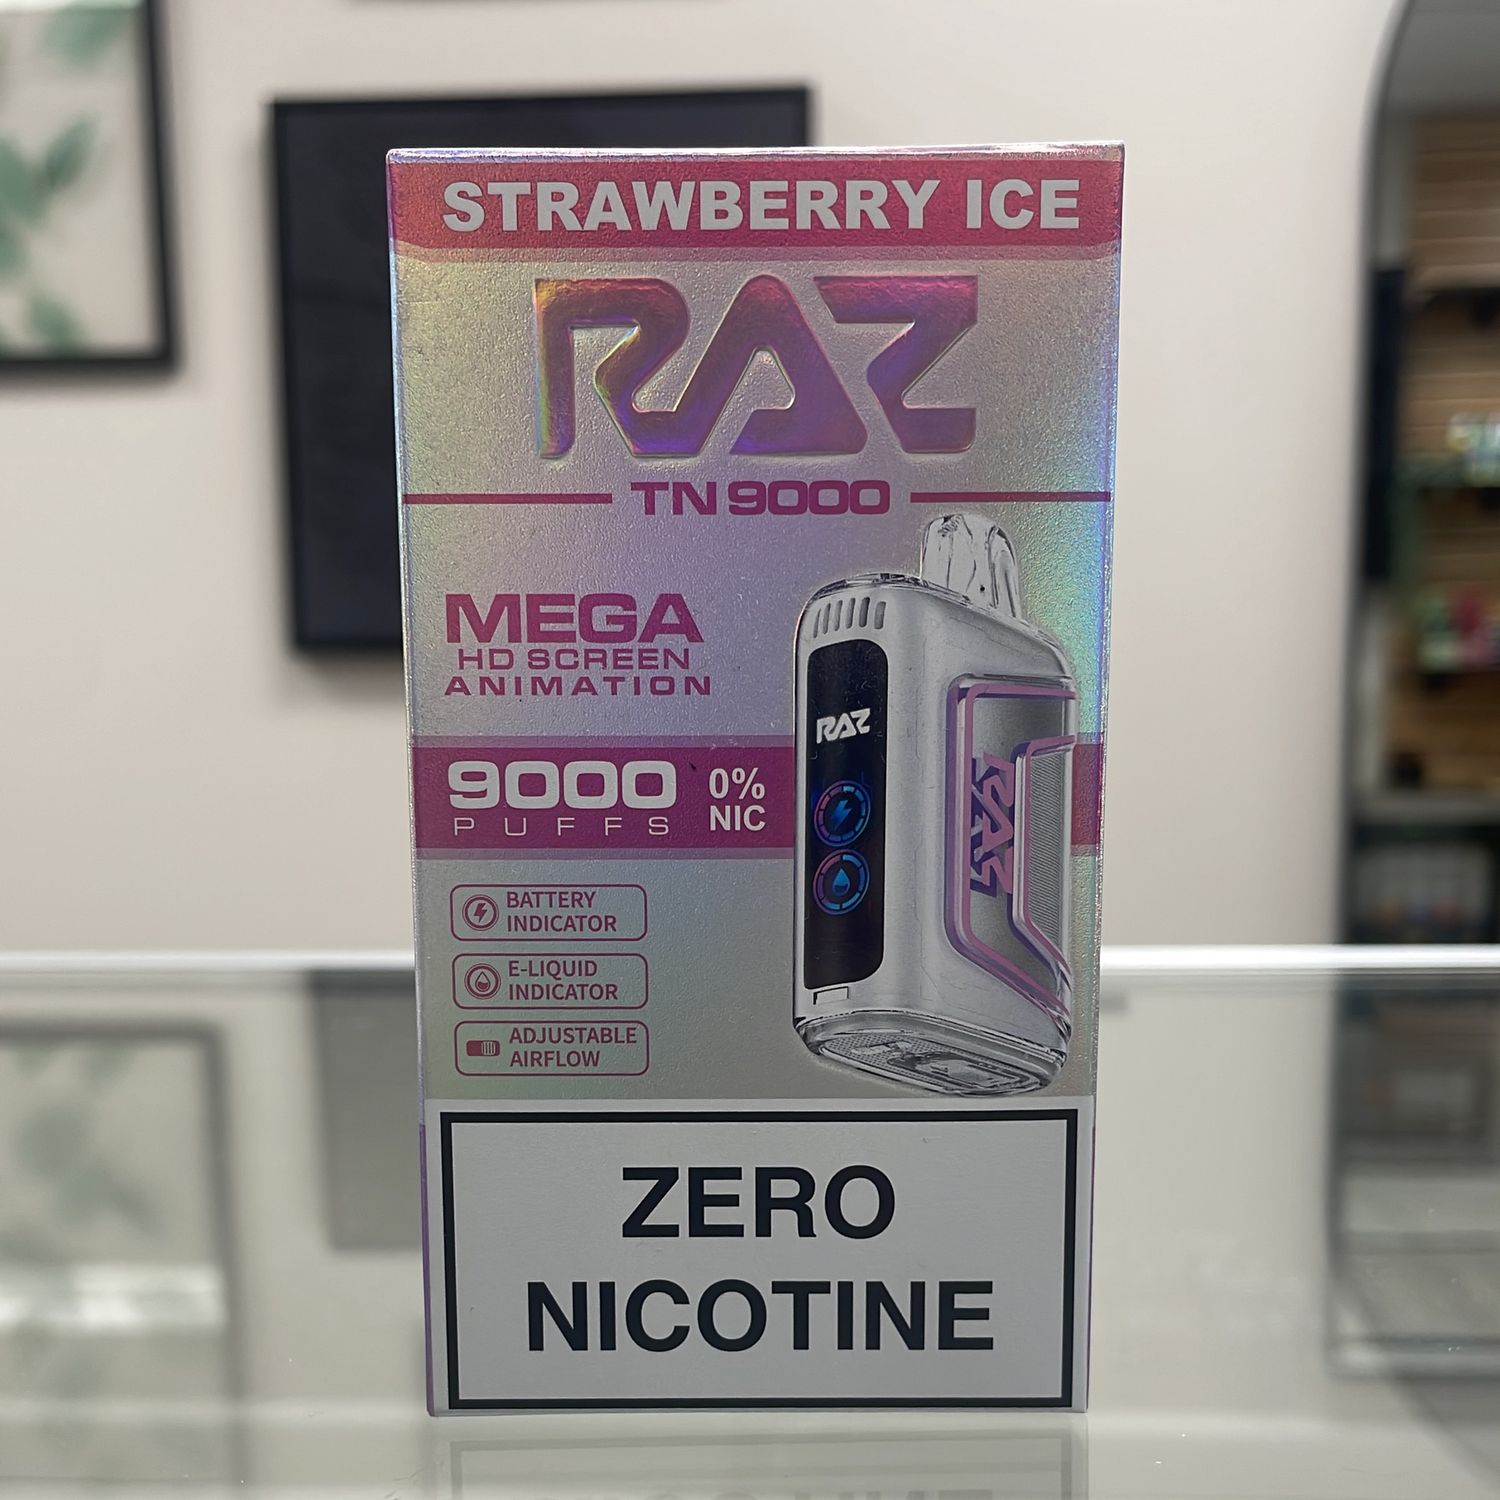 STRAWBERRY ICE
RAZ
TN 9000
MEGA
HD SCREEN
ANIMATION
9000
PUFFS
0%
NIC
RAZ
RAZ
BATTERY
INDICATOR
E-LIQUID
INDICATOR
ADJUSTABLE
AIRFLOW
ZERO
NICOTINE